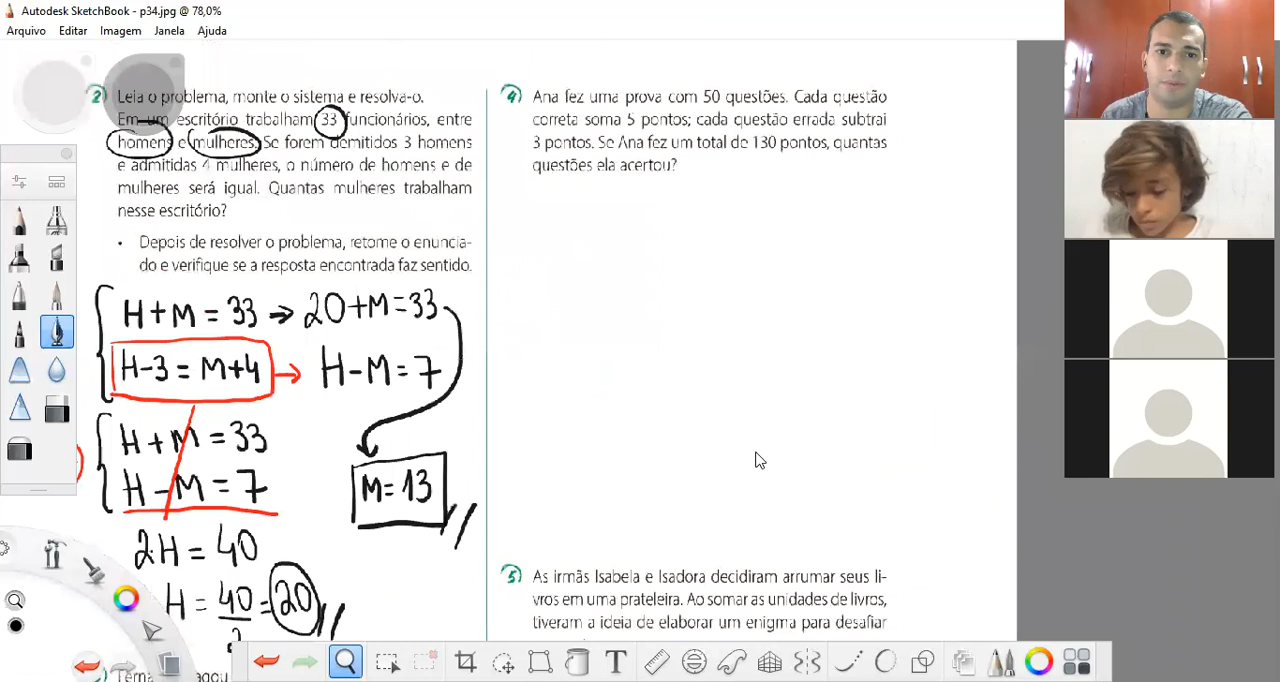 Autodesk SketchBook - p34.jpg @ 78,0%
Arquivo Editar Imagem Janela Ajuda
2 Leia o problema, monte o sistema e resolva-o.
Em um escritório trabalham 33 funcionários, entre
homens e mulheres. Se forem demitidos 3 homens
e admitidas 4 mulheres, o número de homens e de
mulheres será igual. Quantas mulheres trabalham
nesse escritório?
• Depois de resolver o problema, retome o enuncia-
do e verifique se a resposta encontrada faz sentido.
H+M=33 → 20+M=33
H-3=M+4 → H-M=7
H+M=33
H-M=7
M=13
2·H=40
H=40/2=20
4 Ana fez uma prova com 50 questões. Cada questão
correta soma 5 pontos; cada questão errada subtrai
3 pontos. Se Ana fez um total de 130 pontos, quantas
questões ela acertou?
5 As irmãs Isabela e Isadora decidiram arrumar seus li-
vros em uma prateleira. Ao somar as unidades de livros,
tiveram a ideia de elaborar um enigma para desafiar